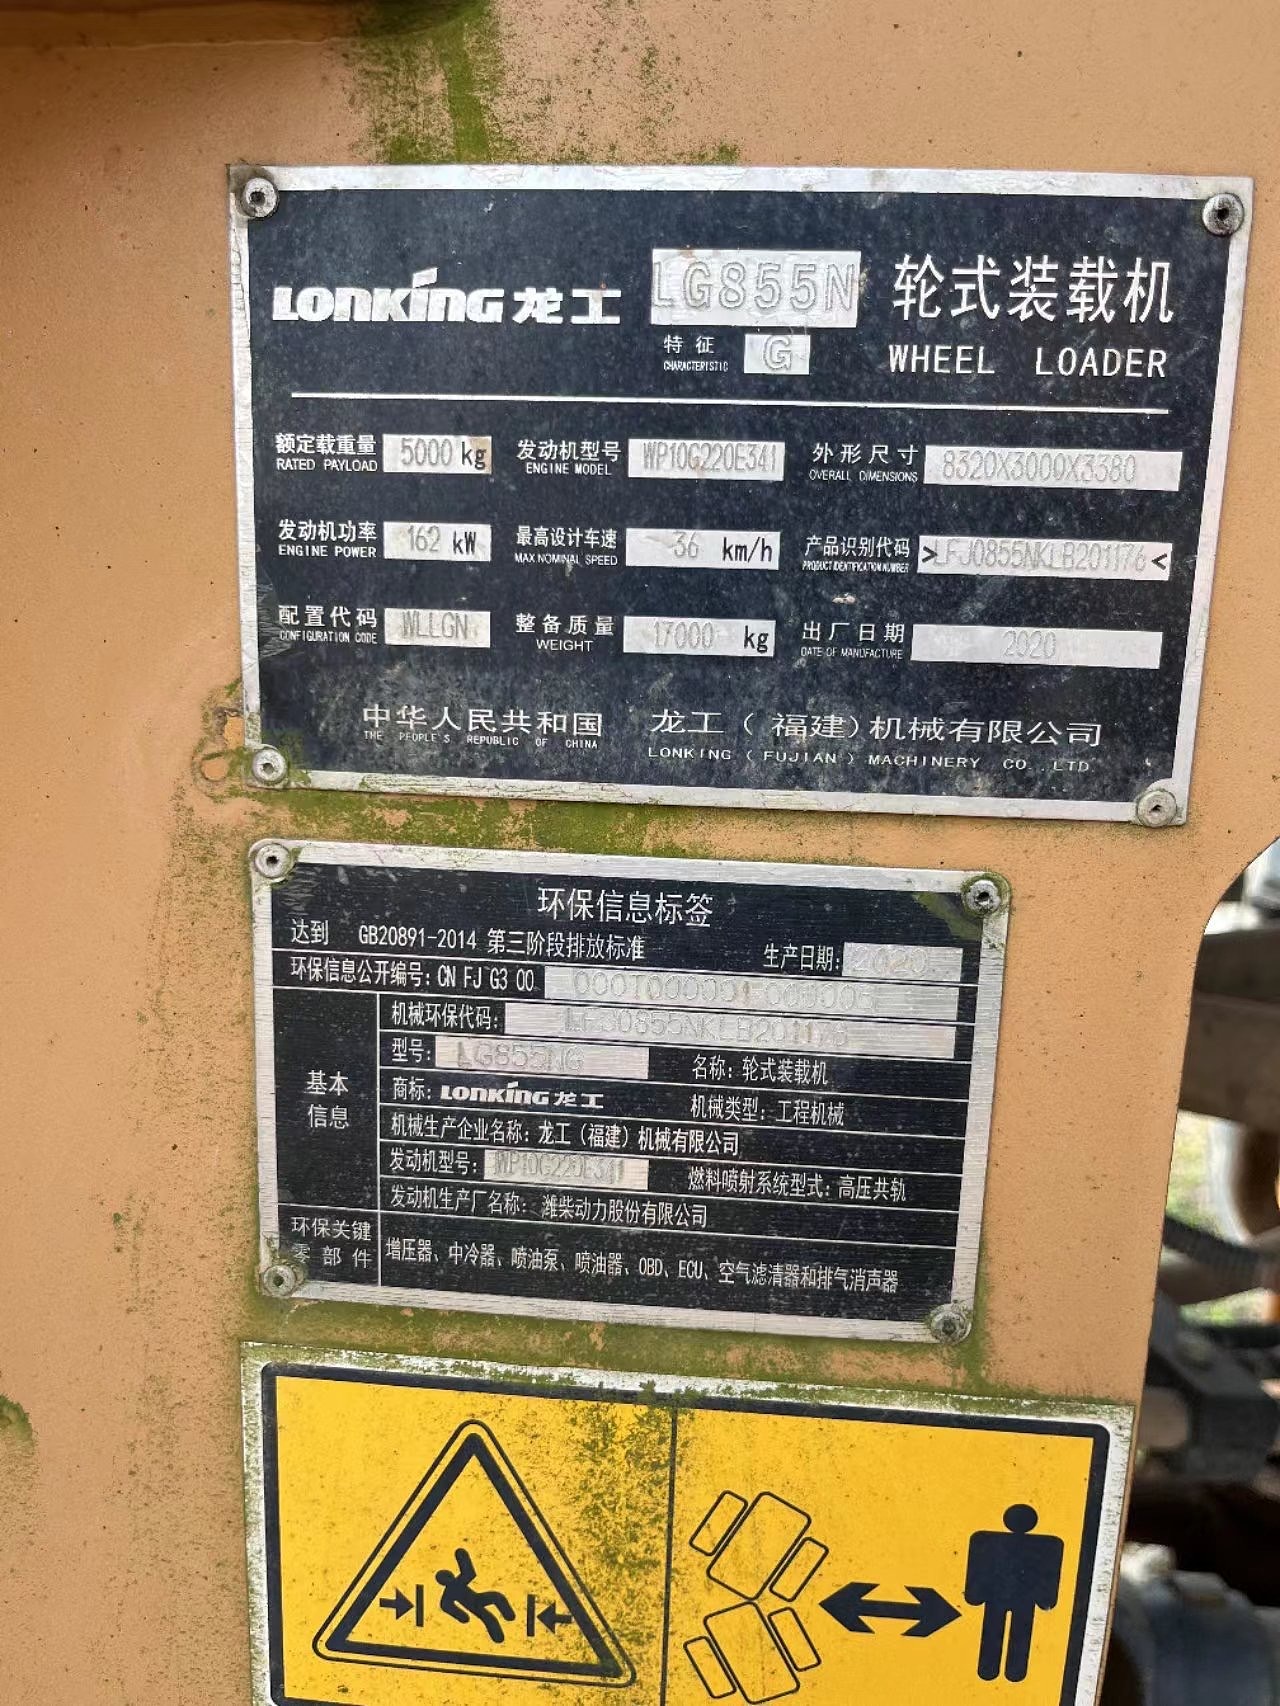 LONKING 龙工 LG855N 轮式装载机
特征 G WHEEL LOADER
CHARACTERISTIC
额定载重量 5000 kg 发动机型号 WP10G220E341 外形尺寸 8320X3000X3380
RATED PAYLOAD ENGINE MODEL OVERALL DIMENSIONS
发动机功率 162 kW 最高设计车速 36 km/h 产品识别代码 >LFJ0855NKLB201176<
ENGINE POWER MAX.NOMINAL SPEED PRODUCT IDENTIFICATION NUMBER
配置代码 WLLGN 整备质量 17000 kg 出厂日期 2020
CONFIGURATION CODE WEIGHT DATE OF MANUFACTURE
中华人民共和国 龙工（福建）机械有限公司
THE PEOPLE'S REPUBLIC OF CHINA LONKING (FUJIAN) MACHINERY CO.,LTD.
环保信息标签
达到 GB20891-2014 第三阶段排放标准 生产日期: 2020
环保信息公开编号: CN FJ G3 00
基本信息
机械环保代码:
型号: LG855NG 名称: 轮式装载机
商标: LONKING 龙工 机械类型: 工程机械
机械生产企业名称: 龙工（福建）机械有限公司
发动机型号: WP10G220E341 燃料喷射系统型式: 高压共轨
发动机生产厂名称: 潍柴动力股份有限公司
环保关键零部件 增压器、中冷器、喷油泵、喷油器、OBD、ECU、空气滤清器和排气消声器